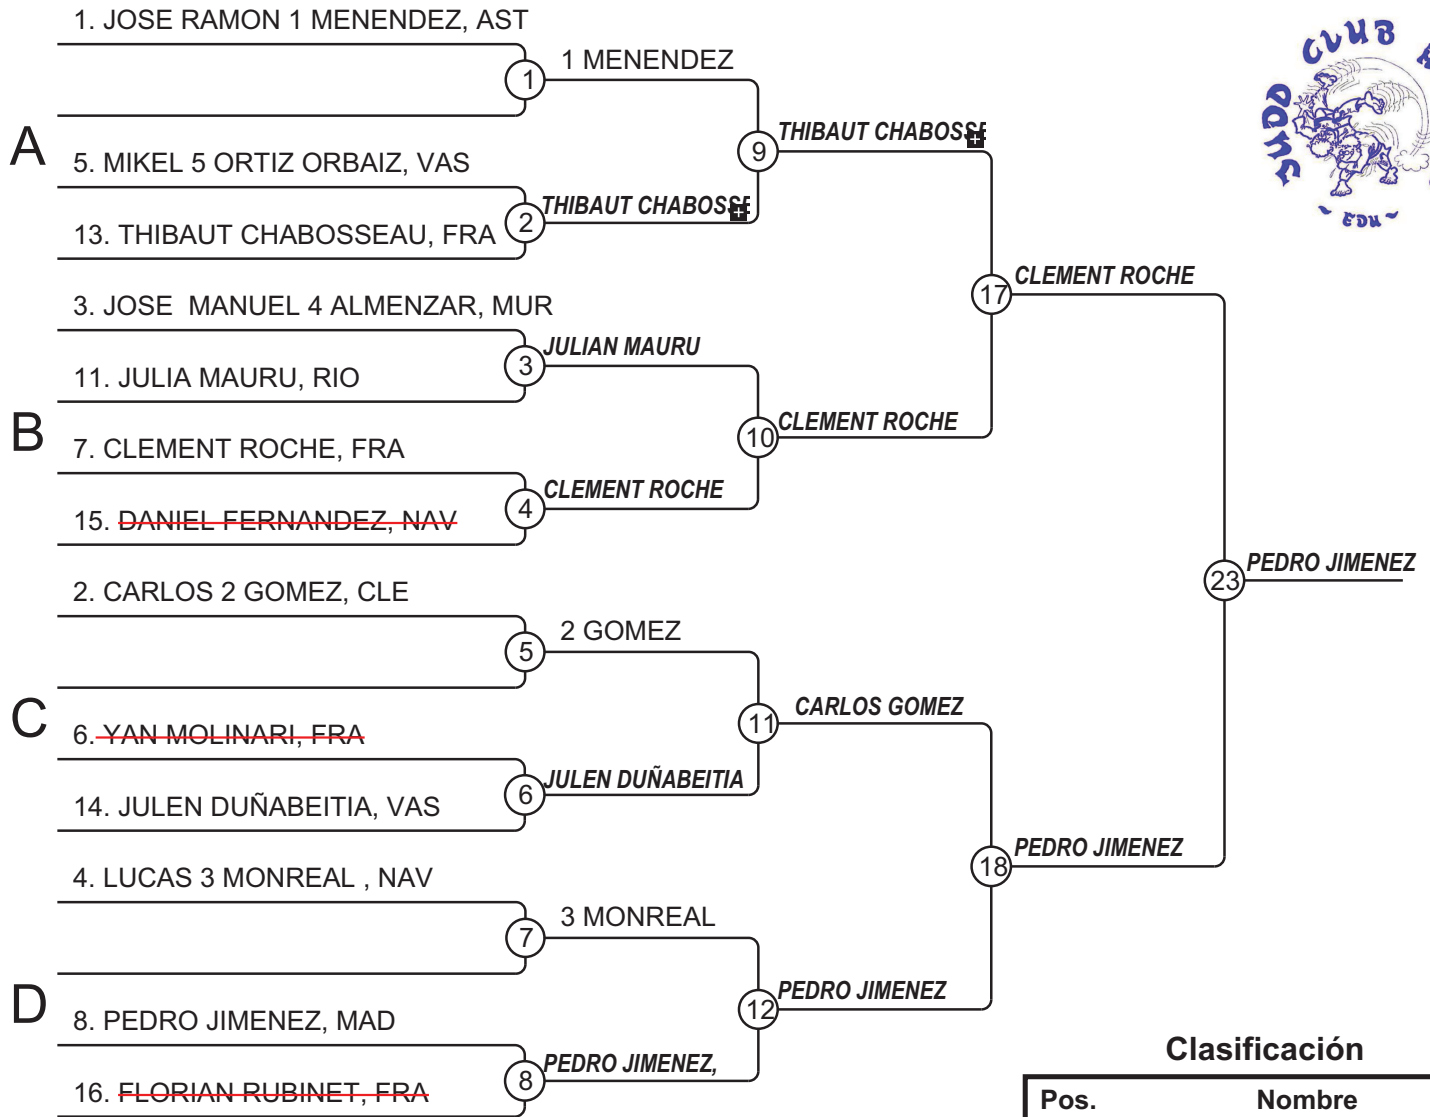 1. JOSE RAMON 1 MENENDEZ, AST
1
1 MENENDEZ
A
5. MIKEL 5 ORTIZ ORBAIZ, VAS
2
THIBAUT CHABOSSE
13. THIBAUT CHABOSSEAU, FRA
9
THIBAUT CHABOSSE
3. JOSE MANUEL 4 ALMENZAR, MUR
3
JULIAN MAURU
11. JULIA MAURU, RIO
B
10
CLEMENT ROCHE
7. CLEMENT ROCHE, FRA
4
CLEMENT ROCHE
15. DANIEL FERNANDEZ, NAV
17
CLEMENT ROCHE
2. CARLOS 2 GOMEZ, CLE
5
2 GOMEZ
C
11
CARLOS GOMEZ
6. YAN MOLINARI, FRA
6
JULEN DUÑABEITIA
14. JULEN DUÑABEITIA, VAS
18
PEDRO JIMENEZ
4. LUCAS 3 MONREAL , NAV
7
3 MONREAL
D
12
PEDRO JIMENEZ
8. PEDRO JIMENEZ, MAD
8
PEDRO JIMENEZ,
16. FLORIAN RUBINET, FRA
23
PEDRO JIMENEZ
JUDO CLUB
~ EDN ~
Clasificación
Pos. Nombre